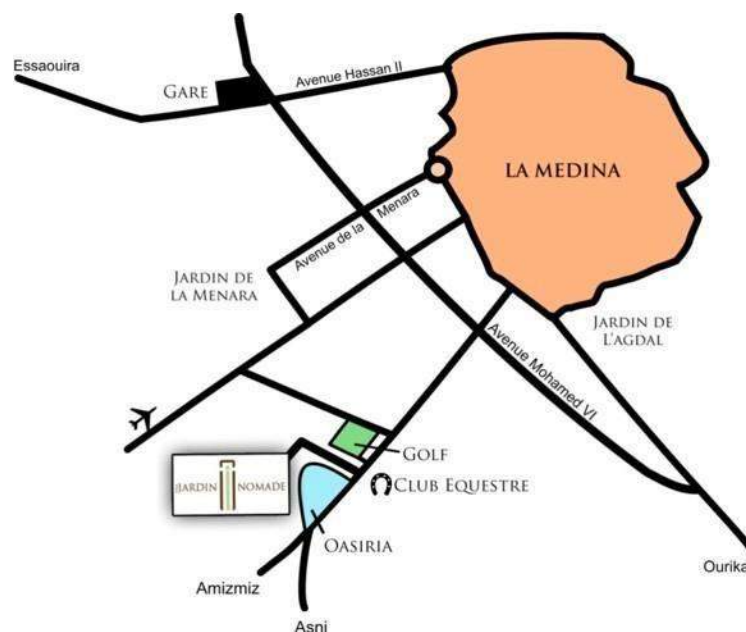 Essaouira
GARE
Avenue Hassan II
LA MEDINA
Avenue de la Menara
JARDIN DE
LA MENARA
JARDIN DE
L'AGDAL
Avenue Mohamed VI
GOLF
JARDIN NOMADE
CLUB EQUESTRE
OASIRIA
Ourika
Amizmiz
Asni